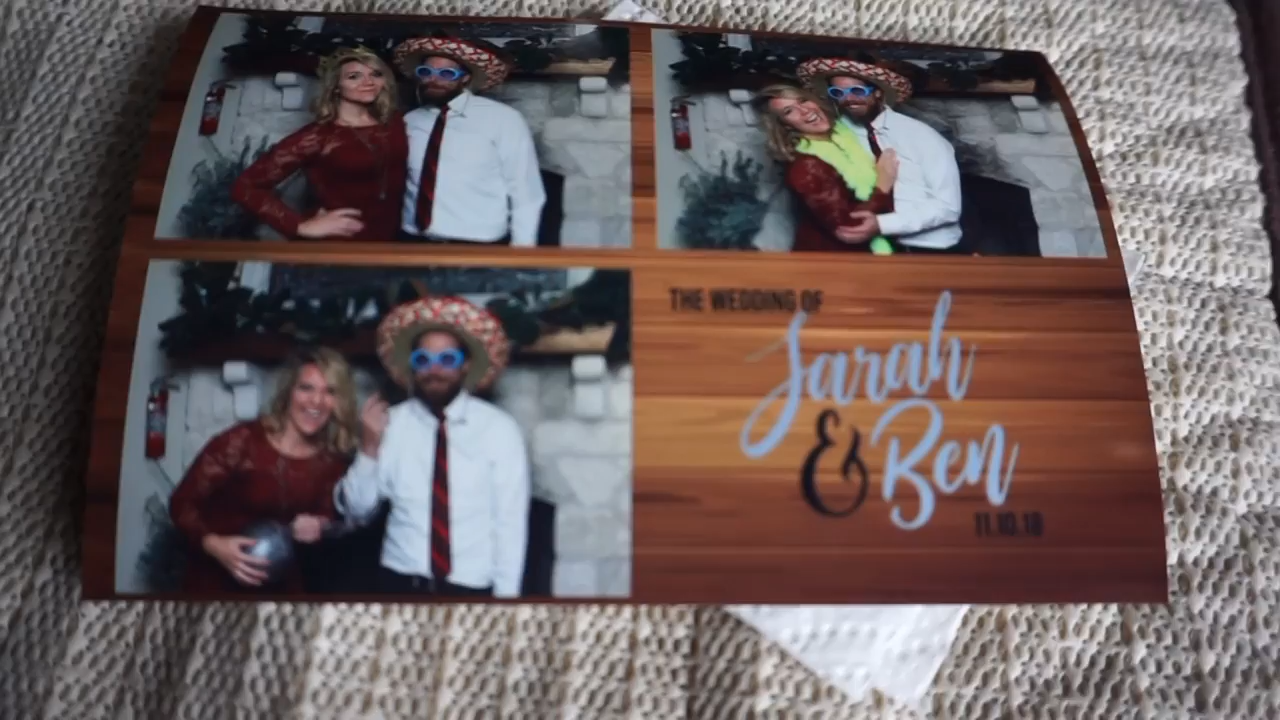 THE WEDDING OF
Sarah
& Ben
11.10.18